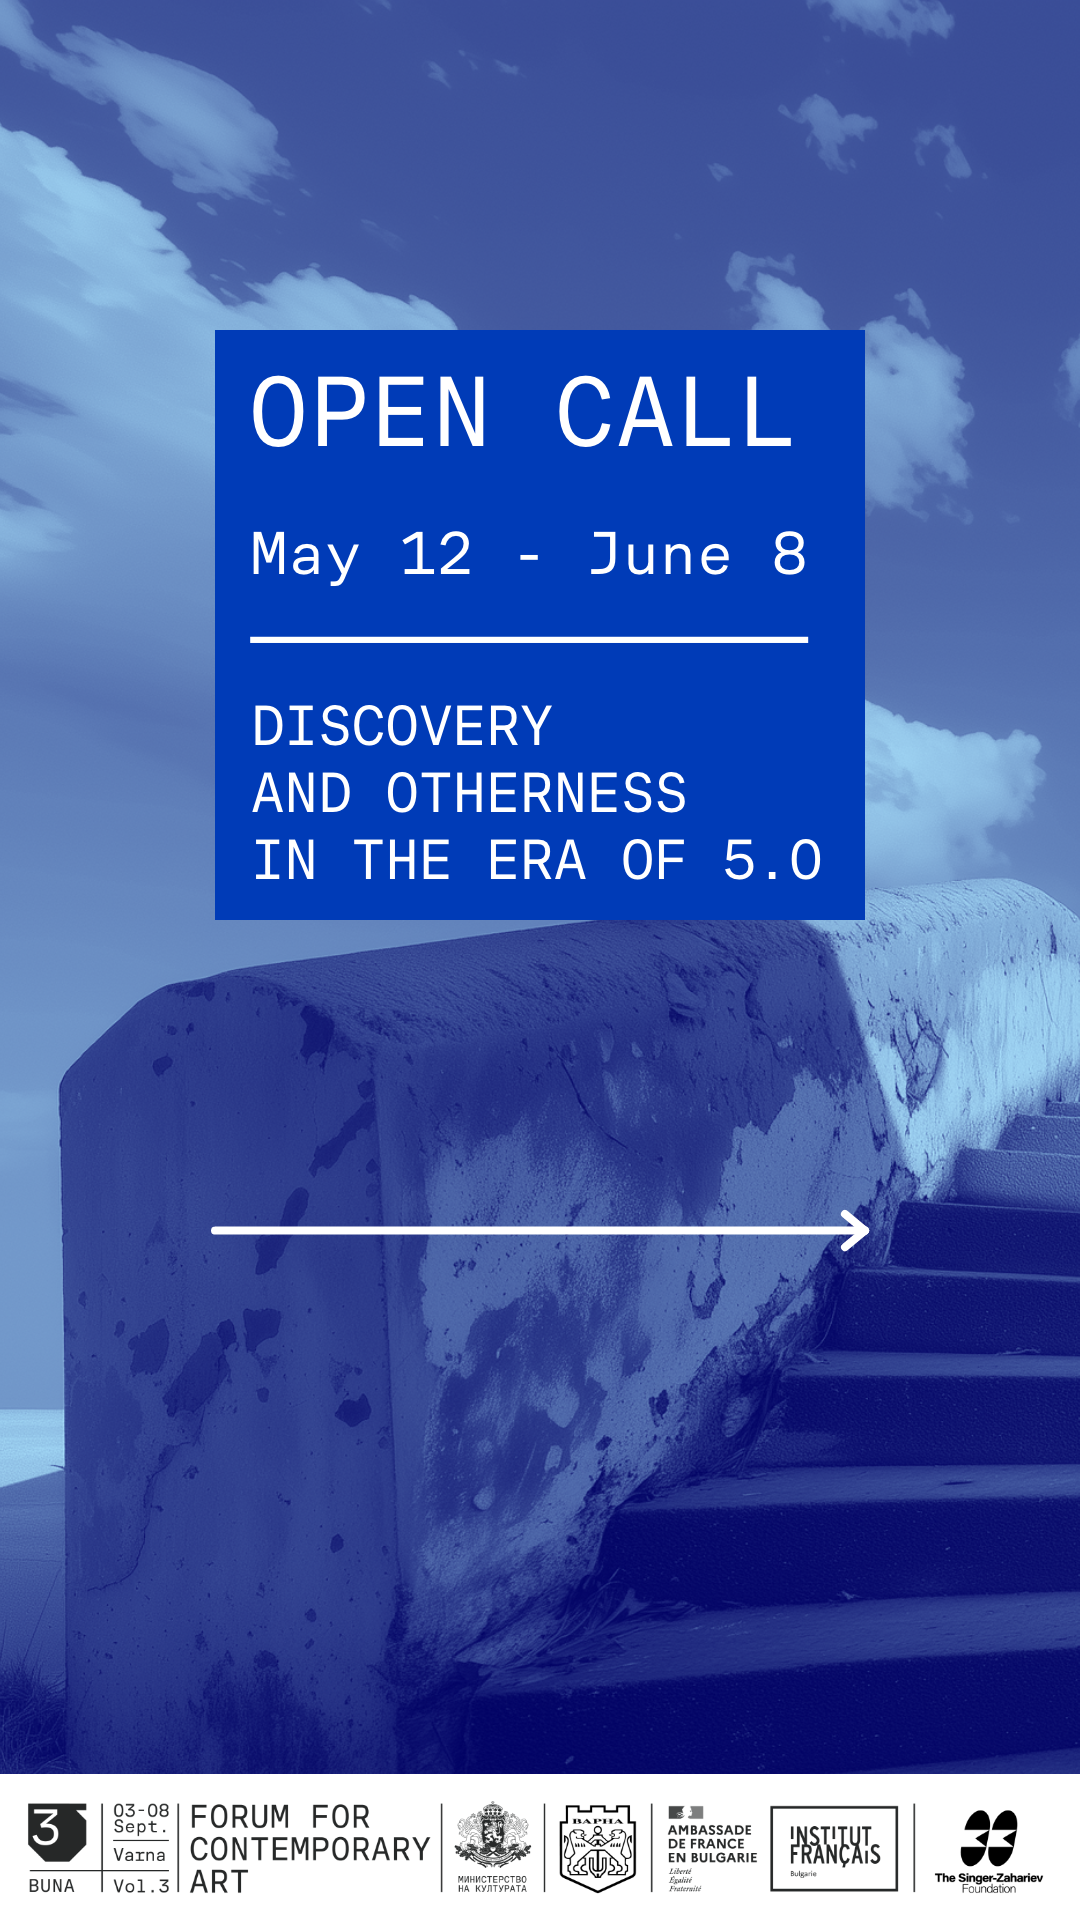 OPEN CALL
May 12 - June 8
DISCOVERY
AND OTHERNESS
IN THE ERA OF 5.0
3
BUNA
03-08
Sept.
Varna
Vol.3
FORUM FOR
CONTEMPORARY
ART
МИНИСТЕРСТВО
НА КУЛТУРАТА
ВАРНА
AMBASSADE
DE FRANCE
EN BULGARIE
Liberté
Égalité
Fraternité
INSTITUT
FRANÇAIS
Bulgarie
The Singer-Zahariev
Foundation